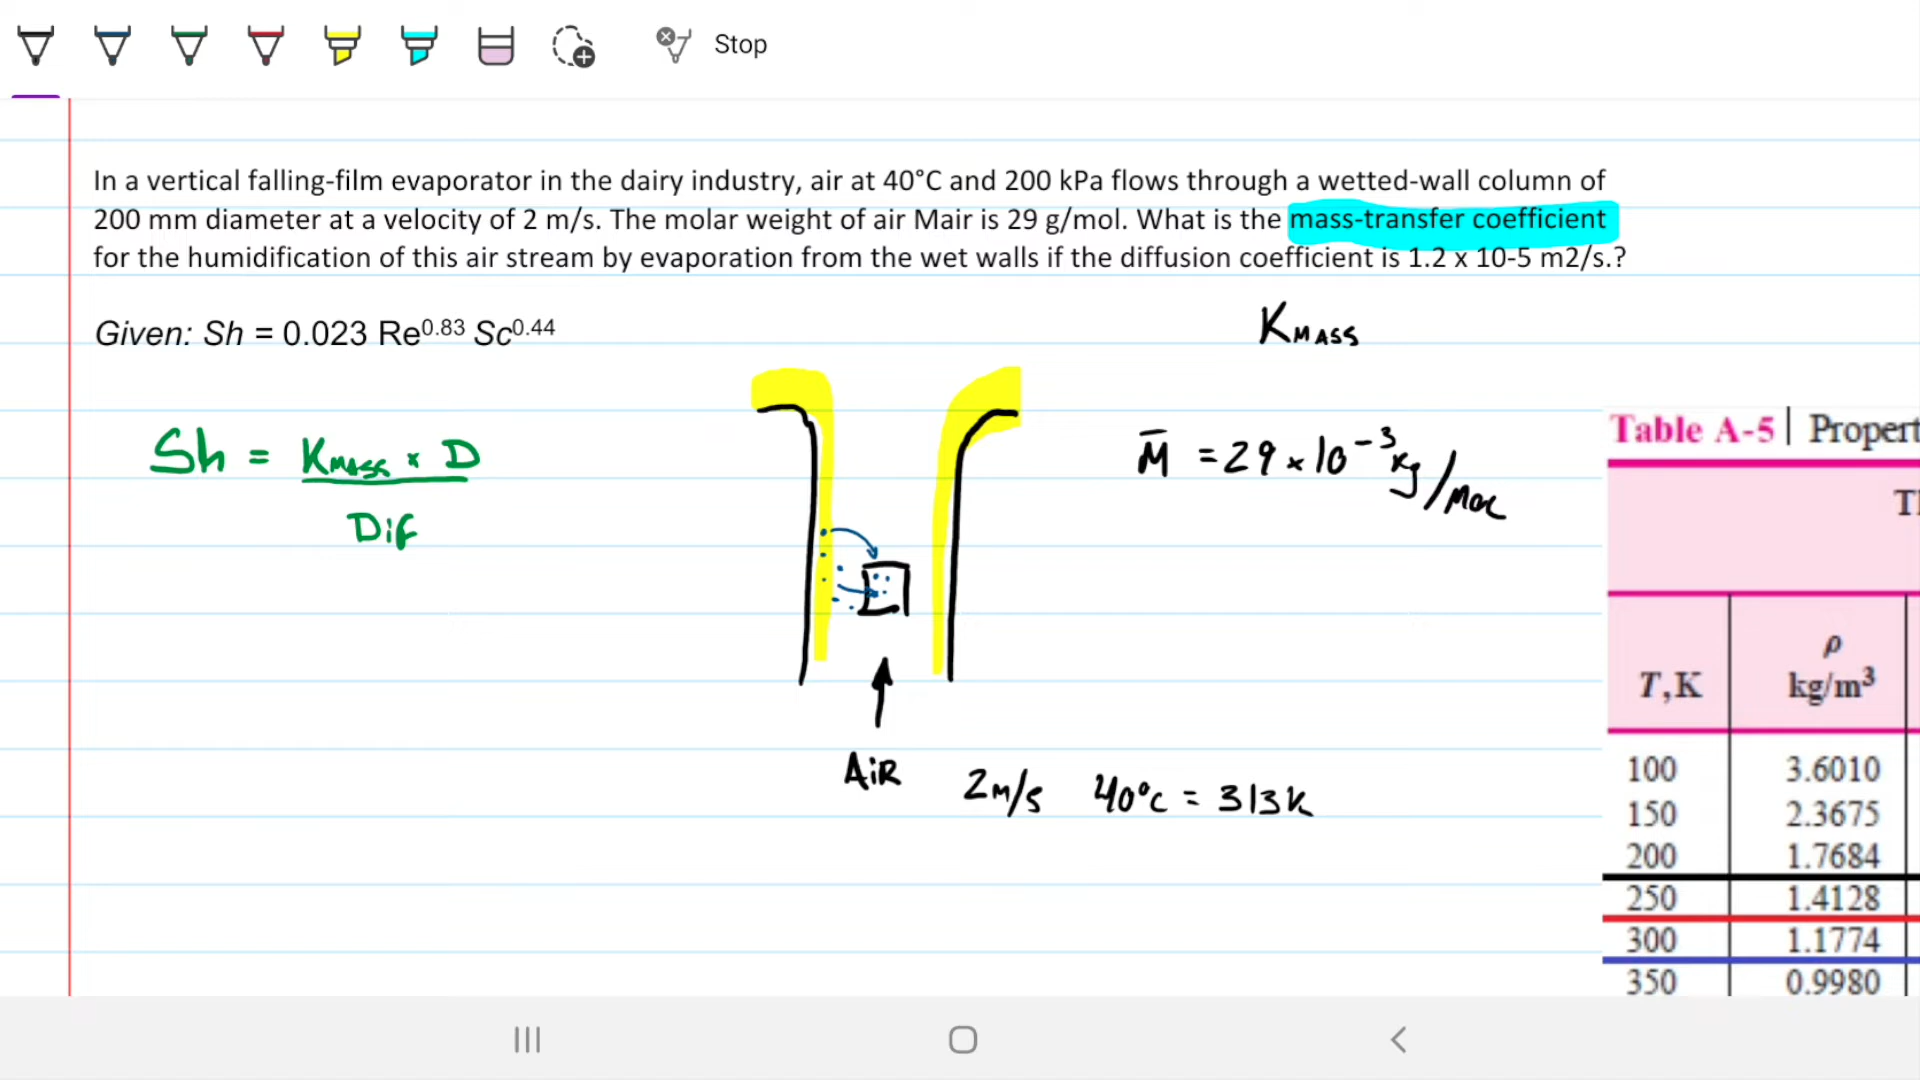 Stop
In a vertical falling-film evaporator in the dairy industry, air at 40°C and 200 kPa flows through a wetted-wall column of
200 mm diameter at a velocity of 2 m/s. The molar weight of air Mair is 29 g/mol. What is the mass-transfer coefficient
for the humidification of this air stream by evaporation from the wet walls if the diffusion coefficient is 1.2 x 10-5 m2/s.?
Given: Sh = 0.023 Re^0.83 Sc^0.44
KMASS
Sh = KMASS × D
Dif
M̄ = 29 × 10^-3 kg/mol
AiR 2m/s 40°C = 313K
Table A-5 | Propert
T
T,K ρ kg/m³
100 3.6010
150 2.3675
200 1.7684
250 1.4128
300 1.1774
350 0.9980